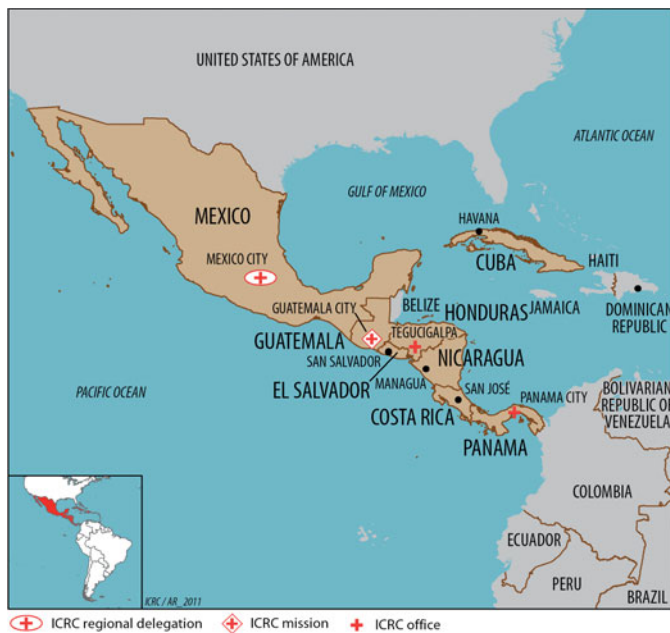 UNITED STATES OF AMERICA
ATLANTIC OCEAN
GULF OF MEXICO
MEXICO
HAVANA
MEXICO CITY
CUBA
HAITI
GUATEMALA CITY
BELIZE
HONDURAS
JAMAICA
DOMINICAN
REPUBLIC
GUATEMALA
TEGUCIGALPA
SAN SALVADOR
NICARAGUA
EL SALVADOR
MANAGUA
SAN JOSÉ
PANAMA CITY
BOLIVARIAN
REPUBLIC OF
VENEZUELA
PACIFIC OCEAN
COSTA RICA
PANAMA
COLOMBIA
ECUADOR
PERU
BRAZIL
ICRC / AR_2011
ICRC regional delegation
ICRC mission
ICRC office